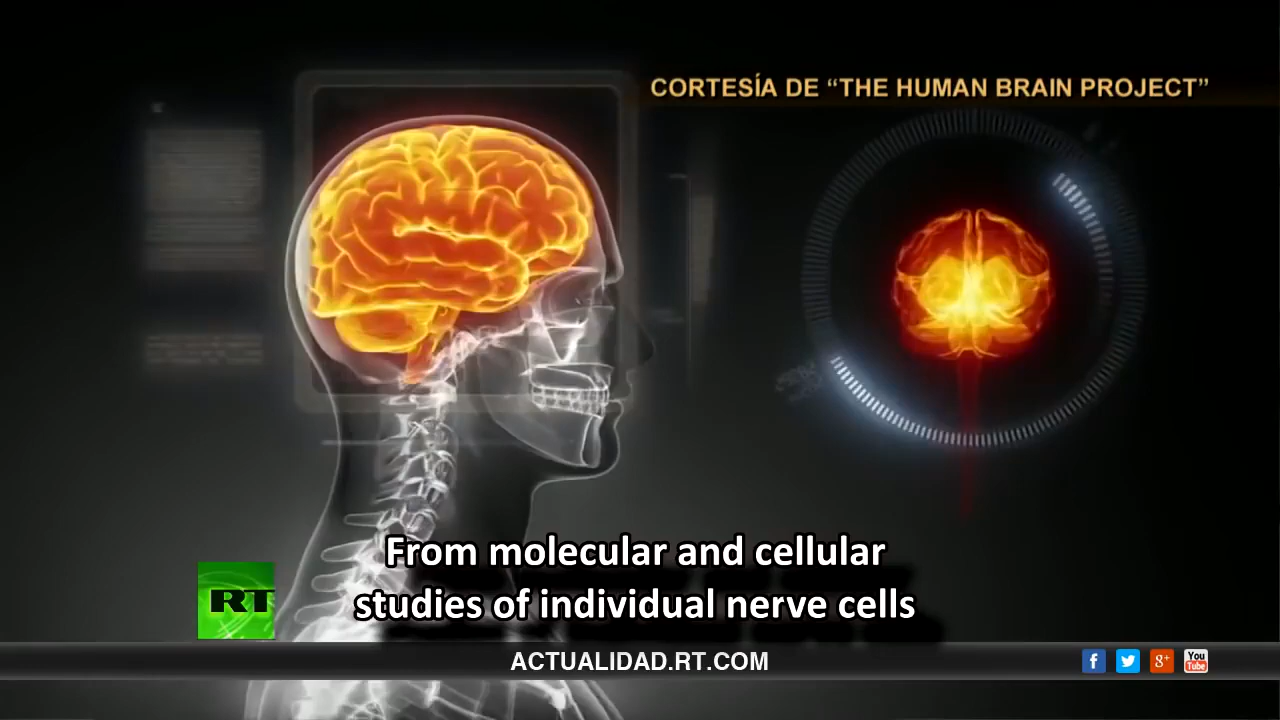 CORTESÍA DE “THE HUMAN BRAIN PROJECT”
From molecular and cellular
studies of individual nerve cells
RT
ACTUALIDAD.RT.COM
f
g+
You
Tube